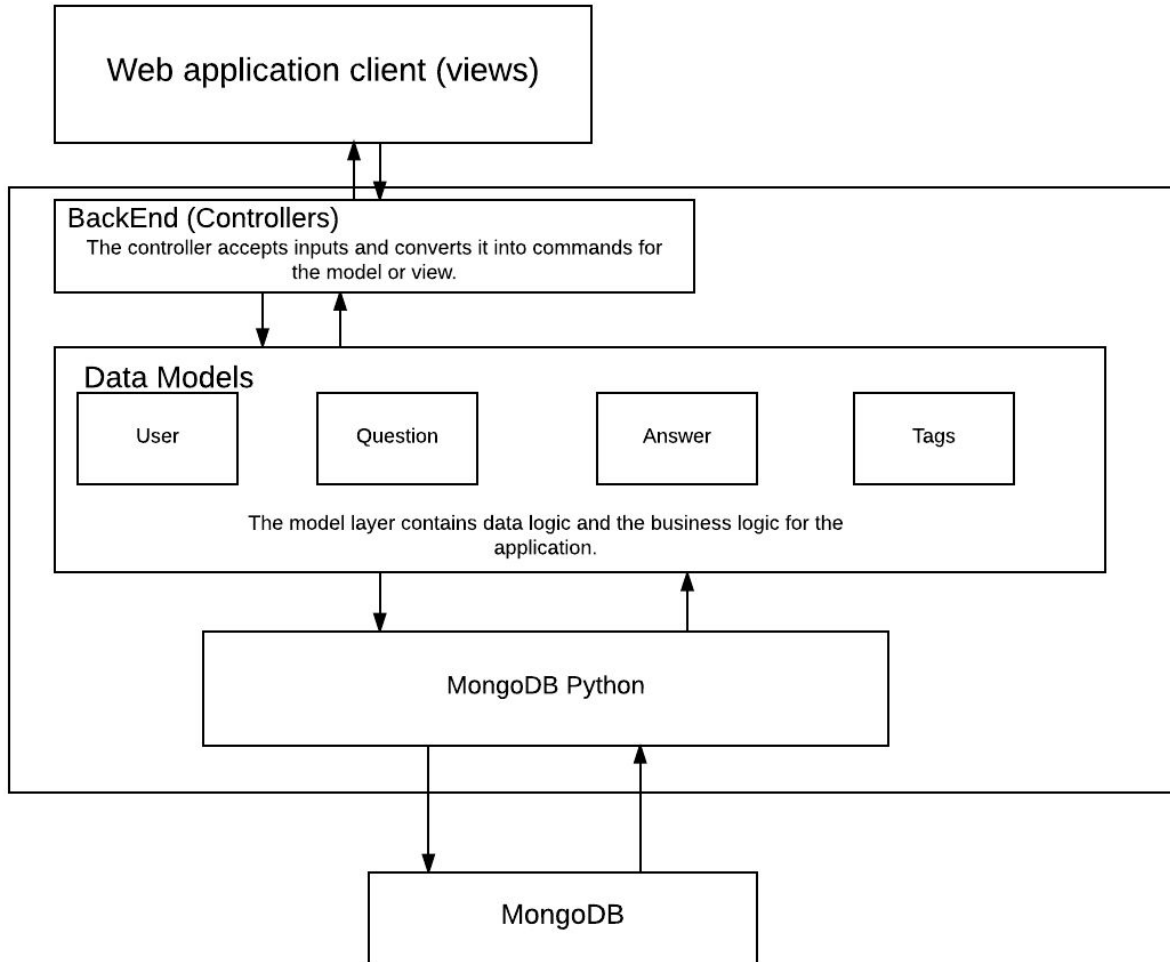 Web application client (views)
BackEnd (Controllers)
The controller accepts inputs and converts it into commands for
the model or view.
Data Models
User
Question
Answer
Tags
The model layer contains data logic and the business logic for the
application.
MongoDB Python
MongoDB